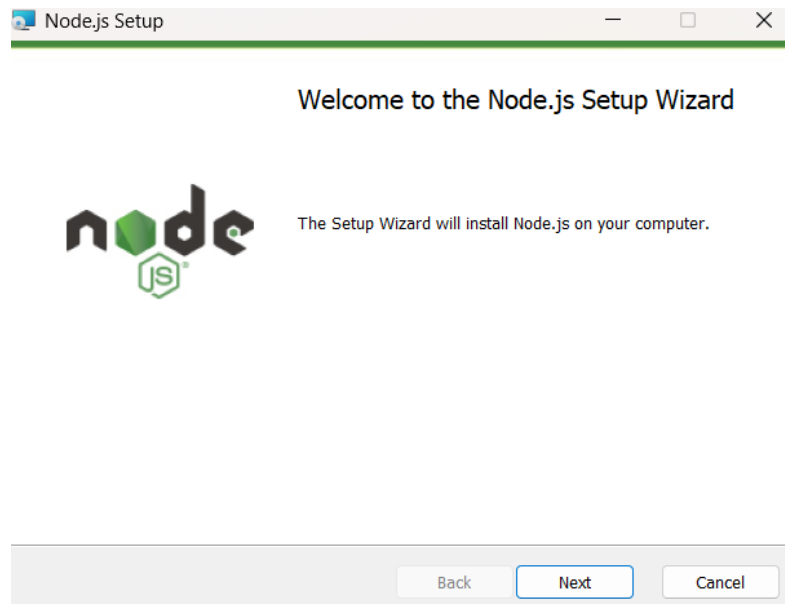 Node.js Setup
Welcome to the Node.js Setup Wizard
The Setup Wizard will install Node.js on your computer.
node
JS®
Back
Next
Cancel